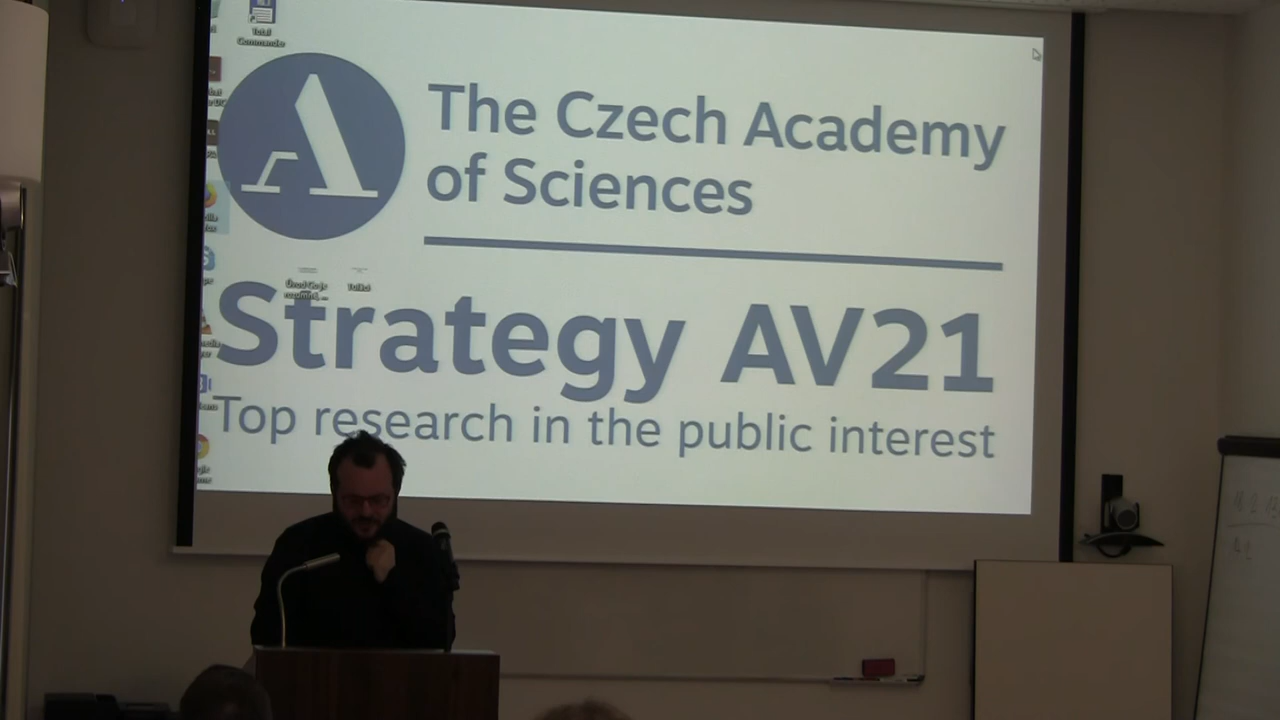 Total
Commander
The Czech Academy
of Sciences
Strategy AV21
Top research in the public interest